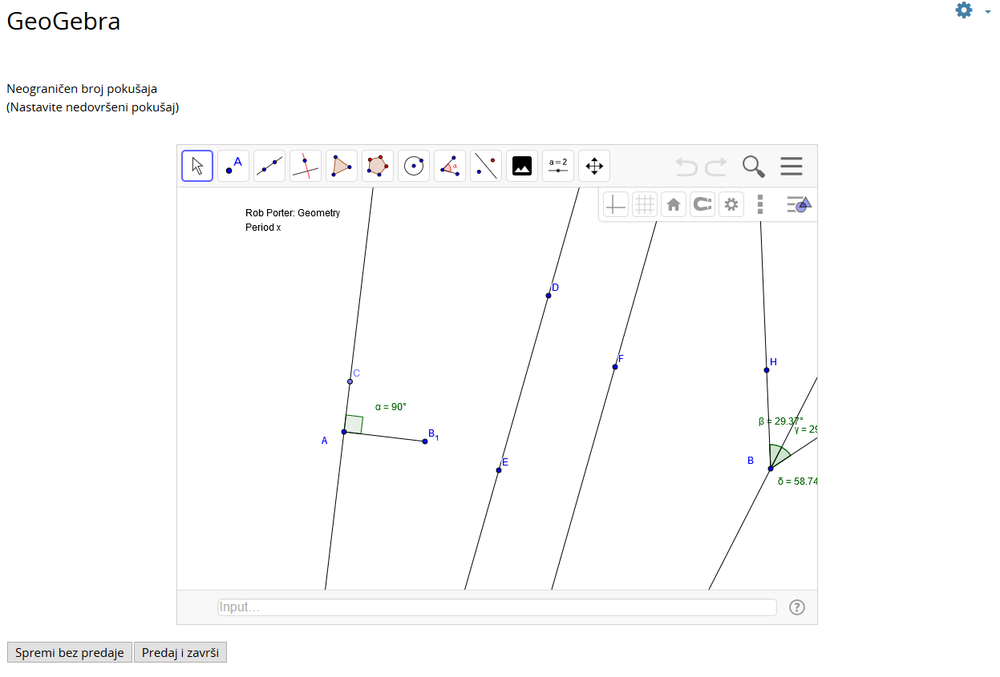 GeoGebra
Neograničen broj pokušaja
(Nastavite nedovršeni pokušaj)
A
α
a = 2
Rob Porter: Geometry
Period x
D
F
H
C
α = 90°
β = 29.37°
γ = 29
A
B1
E
B
δ = 58.74
Input…
?
Spremi bez predaje
Predaj i završi